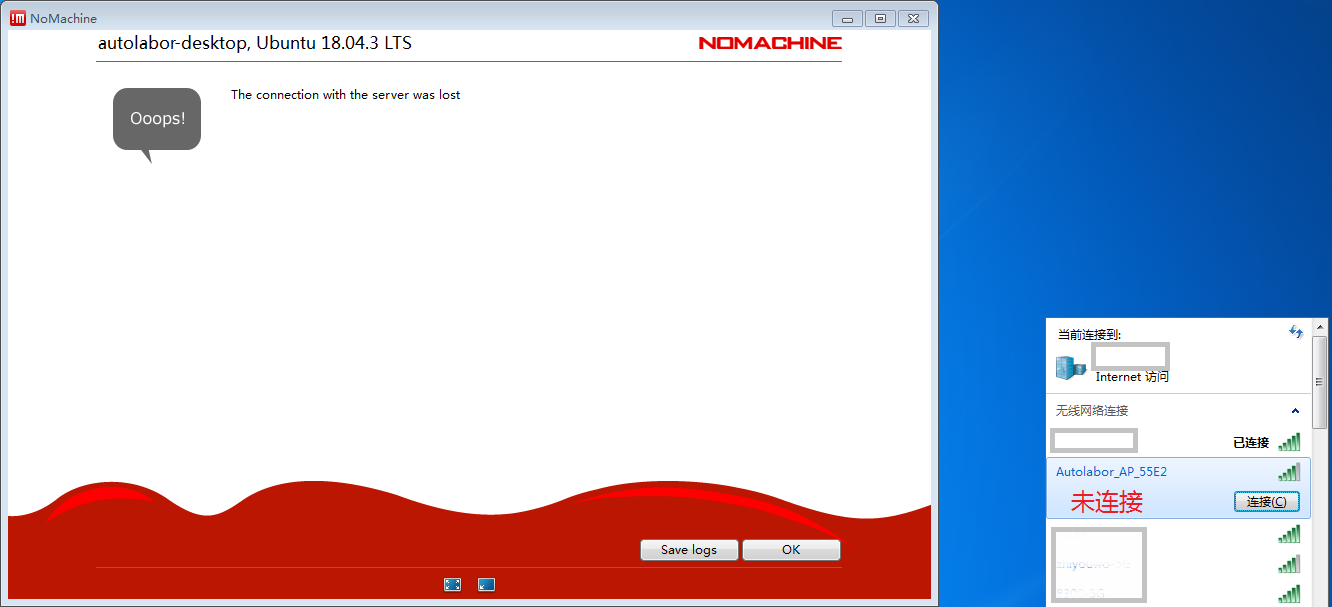 NoMachine
autolabor-desktop, Ubuntu 18.04.3 LTS
NOMACHINE
Ooops!
The connection with the server was lost
Save logs
OK
当前连接到:
Internet 访问
无线网络连接
已连接
Autolabor_AP_55E2
未连接
连接(C)